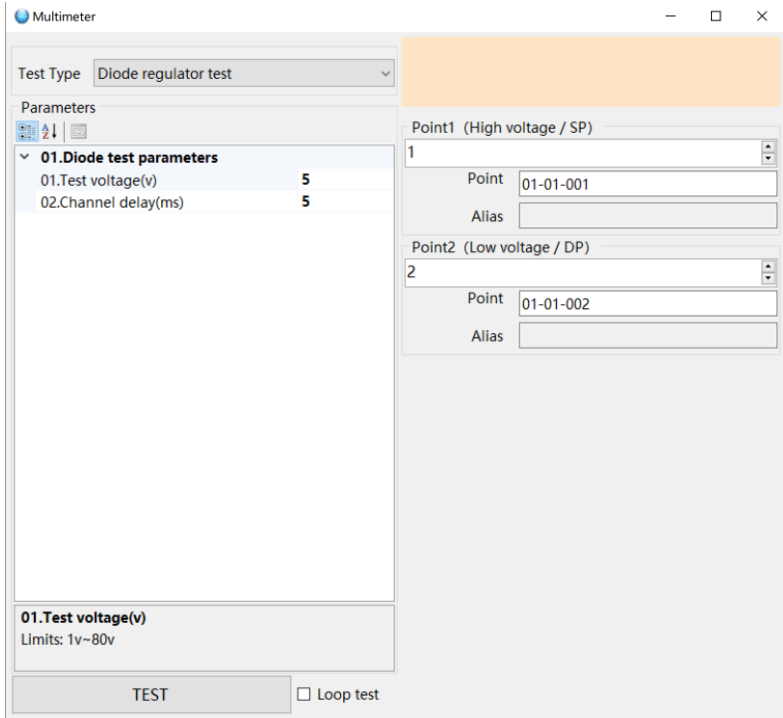 Multimeter
Test Type Diode regulator test
Parameters
01.Diode test parameters
01.Test voltage(v) 5
02.Channel delay(ms) 5
01.Test voltage(v)
Limits: 1v~80v
TEST Loop test
Point1 (High voltage / SP)
1
Point 01-01-001
Alias
Point2 (Low voltage / DP)
2
Point 01-01-002
Alias